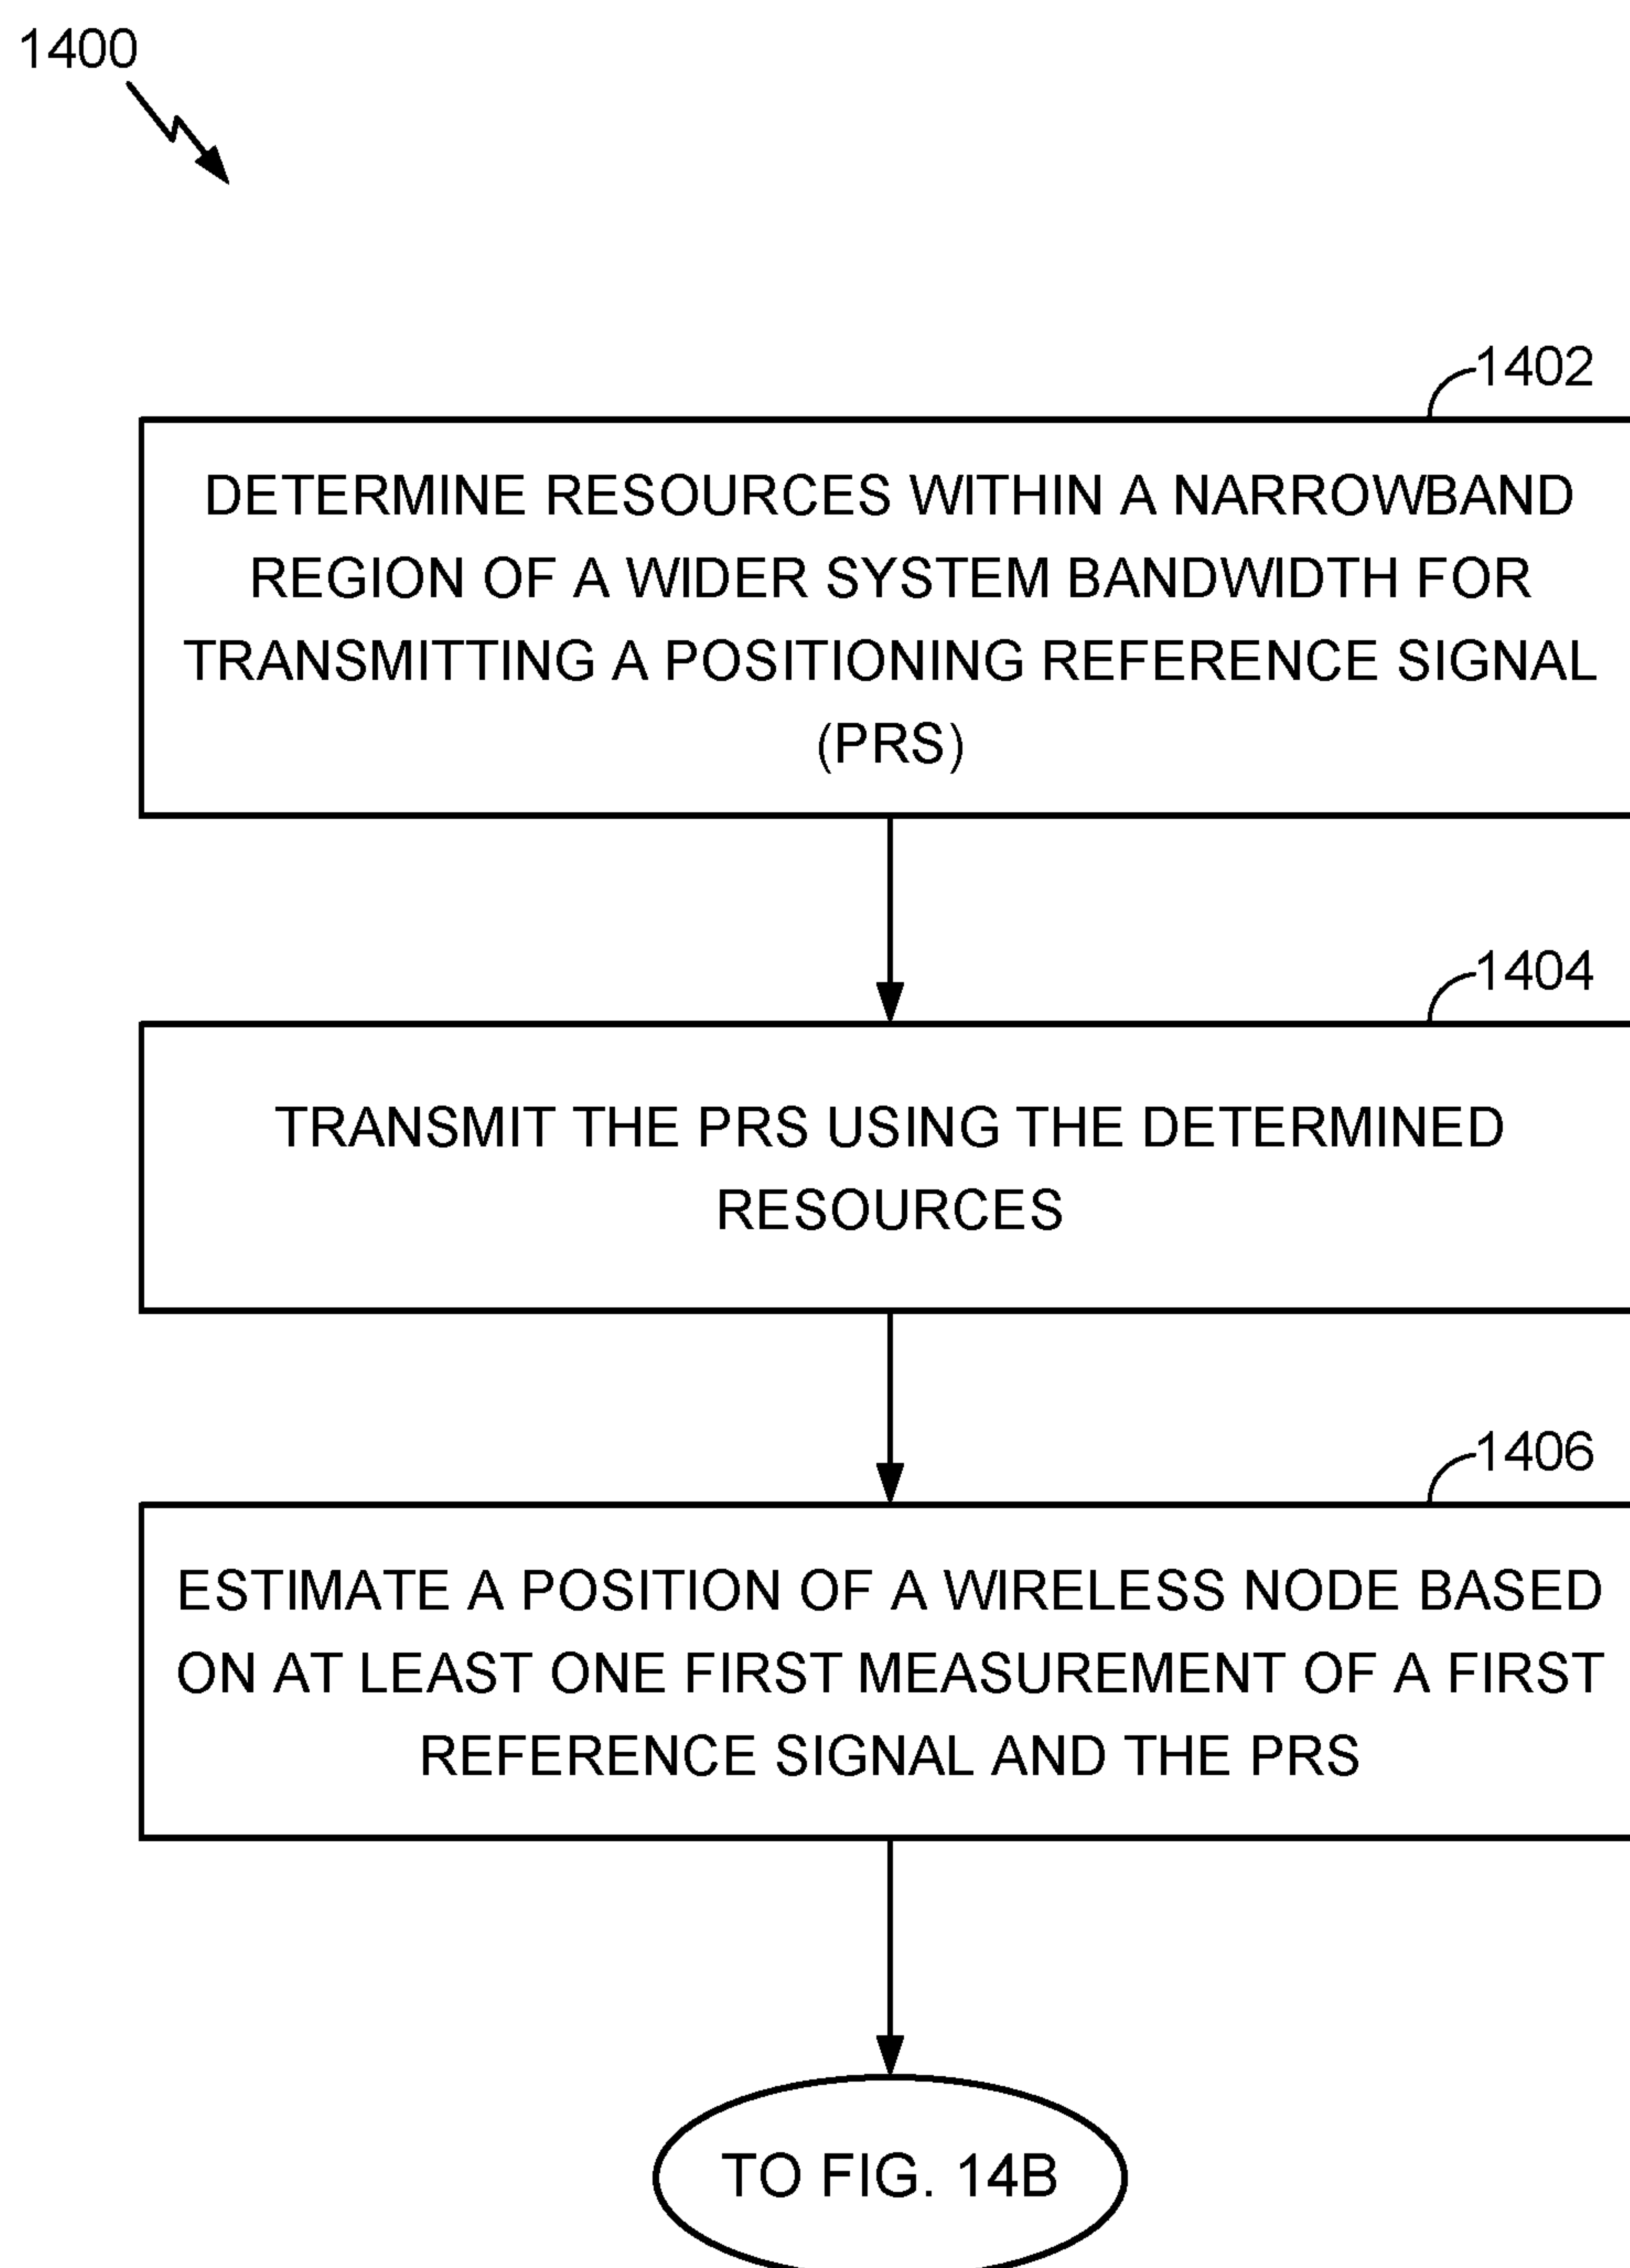 1400
1402
DETERMINE RESOURCES WITHIN A NARROWBAND
REGION OF A WIDER SYSTEM BANDWIDTH FOR
TRANSMITTING A POSITIONING REFERENCE SIGNAL
(PRS)
1404
TRANSMIT THE PRS USING THE DETERMINED
RESOURCES
1406
ESTIMATE A POSITION OF A WIRELESS NODE BASED
ON AT LEAST ONE FIRST MEASUREMENT OF A FIRST
REFERENCE SIGNAL AND THE PRS
TO FIG. 14B